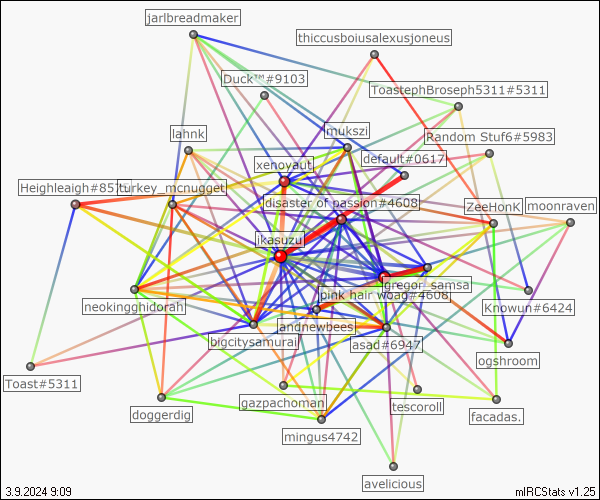 jarlbreadmaker
thiccusboiusalexusjoneus
Duck™#9103
ToastephBroseph5311#5311
lahnk
mukszi
Random Stuf6#5983
xenoyaut
default#0617
Heighleaigh#857
turkey_mcnugget
disaster of passion#4608
ZeeHonK
moonraven
jkasuzu
gregor_samsa
pink hair woag#4608
Knowun#6424
neokingghidorah
andnewbees
bigcitysamurai
asad#6947
ogshroom
Toast#5311
gazpachoman
tescoroll
facadas.
doggerdig
mingus4742
avelicious
3.9.2024 9:09
mIRCStats v1.25